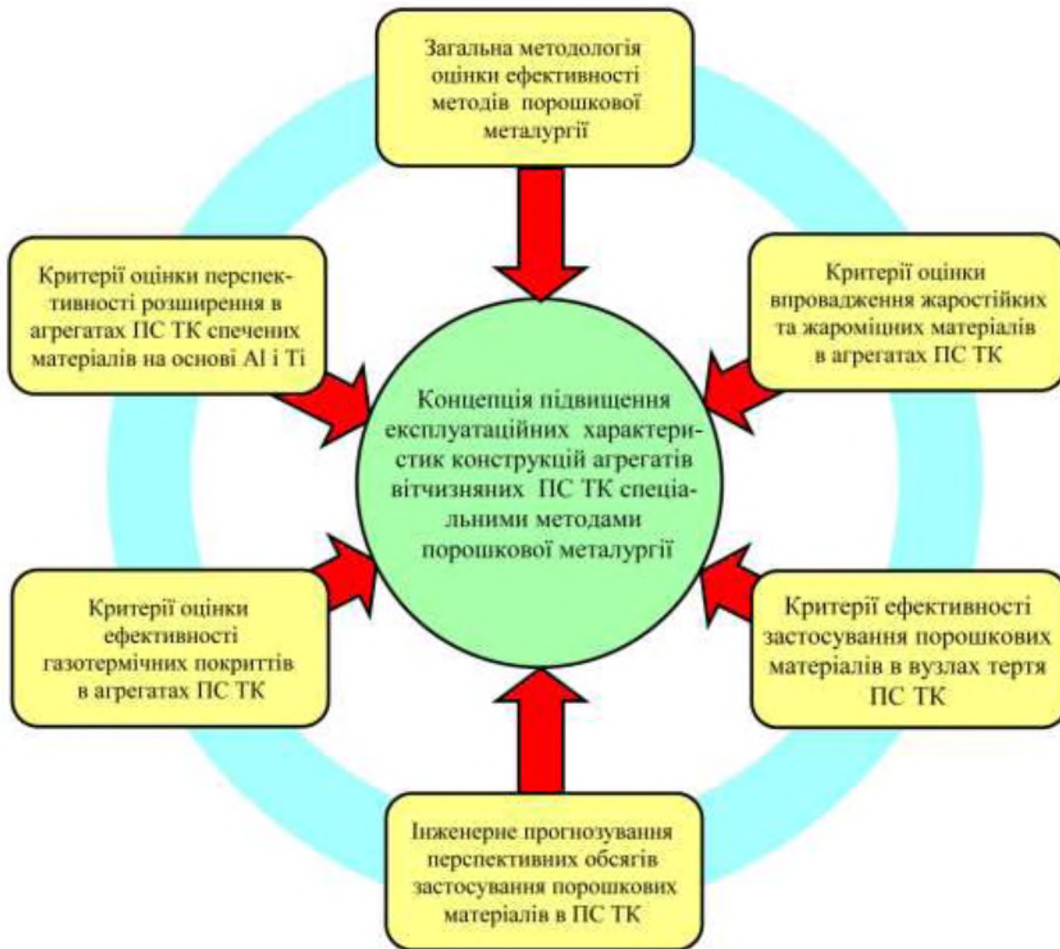 Загальна методологія
оцінки ефективності
методів порошкової
металургії
Критерії оцінки перспек-
тивності розширення в
агрегатах ПС ТК спечених
матеріалів на основі Al і Ti
Критерії оцінки
впровадження жаростійких
та жароміцних матеріалів
в агрегатах ПС ТК
Концепція підвищення
експлуатаційних характери-
стик конструкцій агрегатів
вітчизняних ПС ТК спеціа-
льними методами
порошкової металургії
Критерії оцінки
ефективності
газотермічних покриттів
в агрегатах ПС ТК
Критерії ефективності
застосування порошкових
матеріалів в вузлах тертя
ПС ТК
Інженерне прогнозування
перспективних обсягів
застосування порошкових
матеріалів в ПС ТК